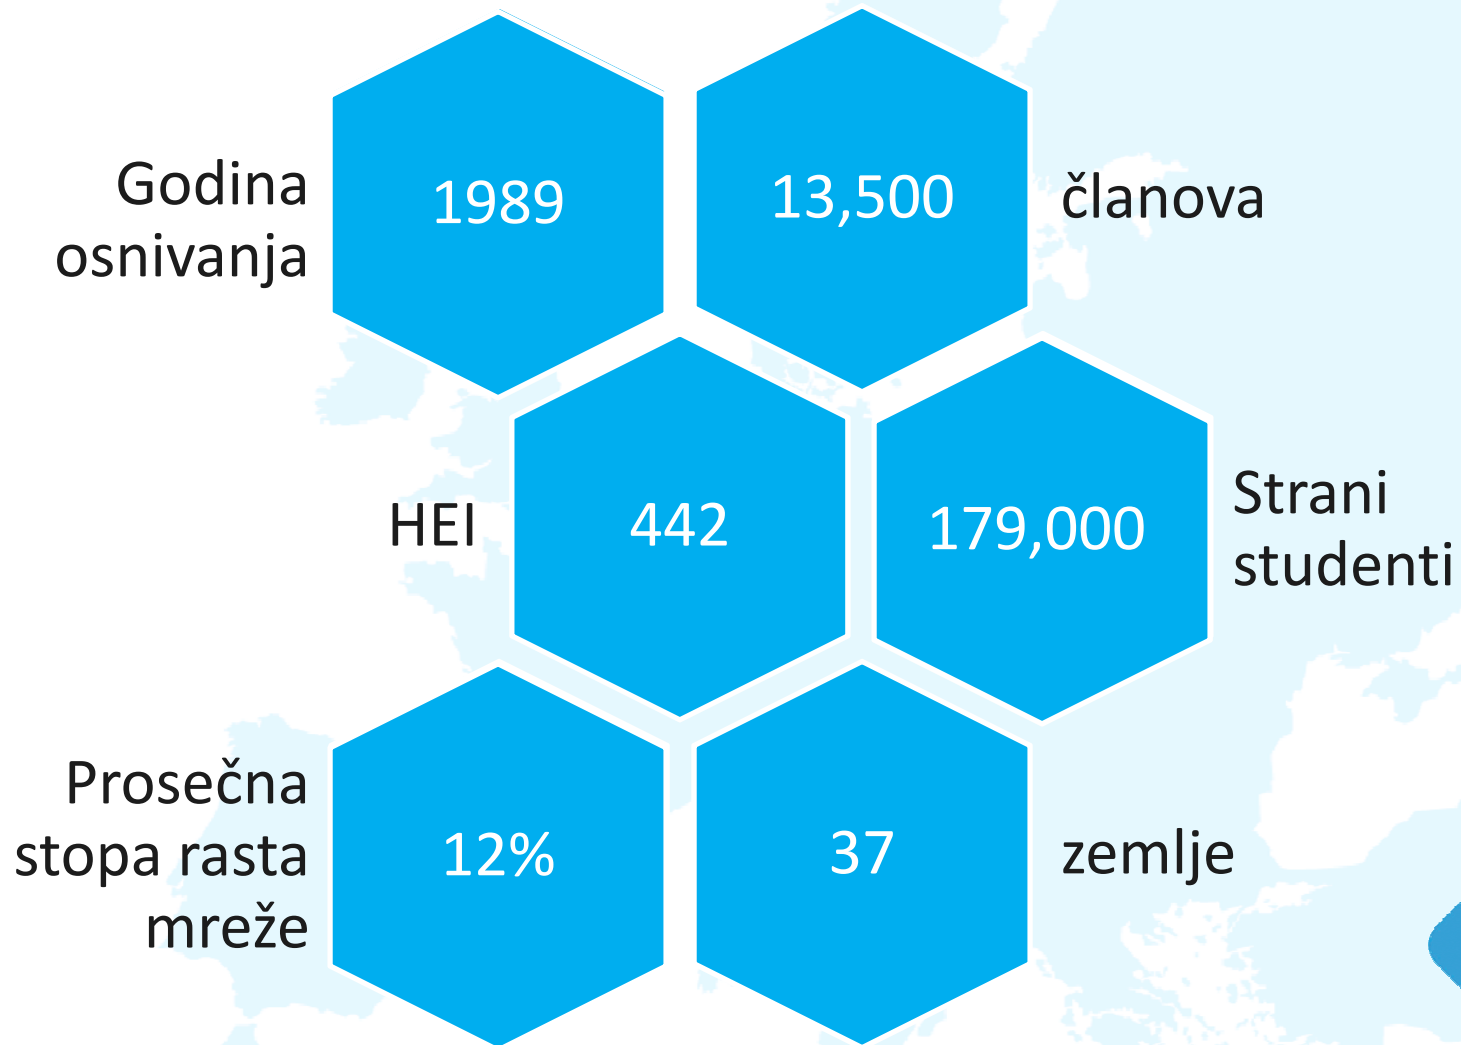 Godina
osnivanja
1989
13,500
članova
HEI
442
179,000
Strani
studenti
Prosečna
stopa rasta
mreže
12%
37
zemlje